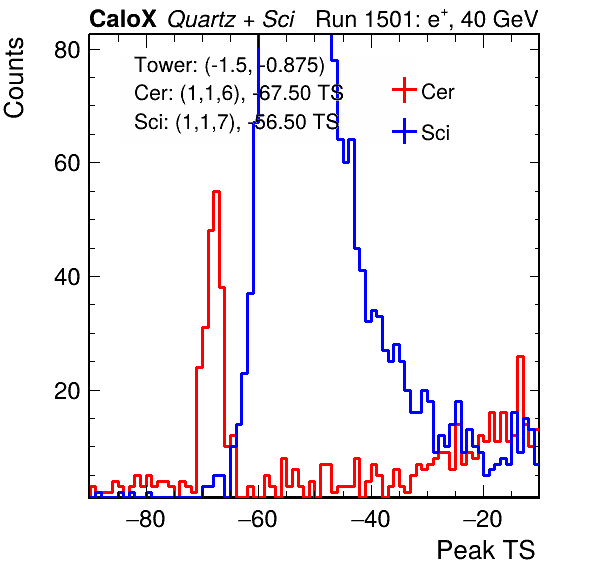 CaloX Quartz + Sci Run 1501: e+, 40 GeV
Counts
80
60
40
20
Tower: (-1.5, -0.875)
Cer: (1,1,6), -67.50 TS
Sci: (1,1,7), -56.50 TS
Cer
Sci
−80 −60 −40 −20
Peak TS